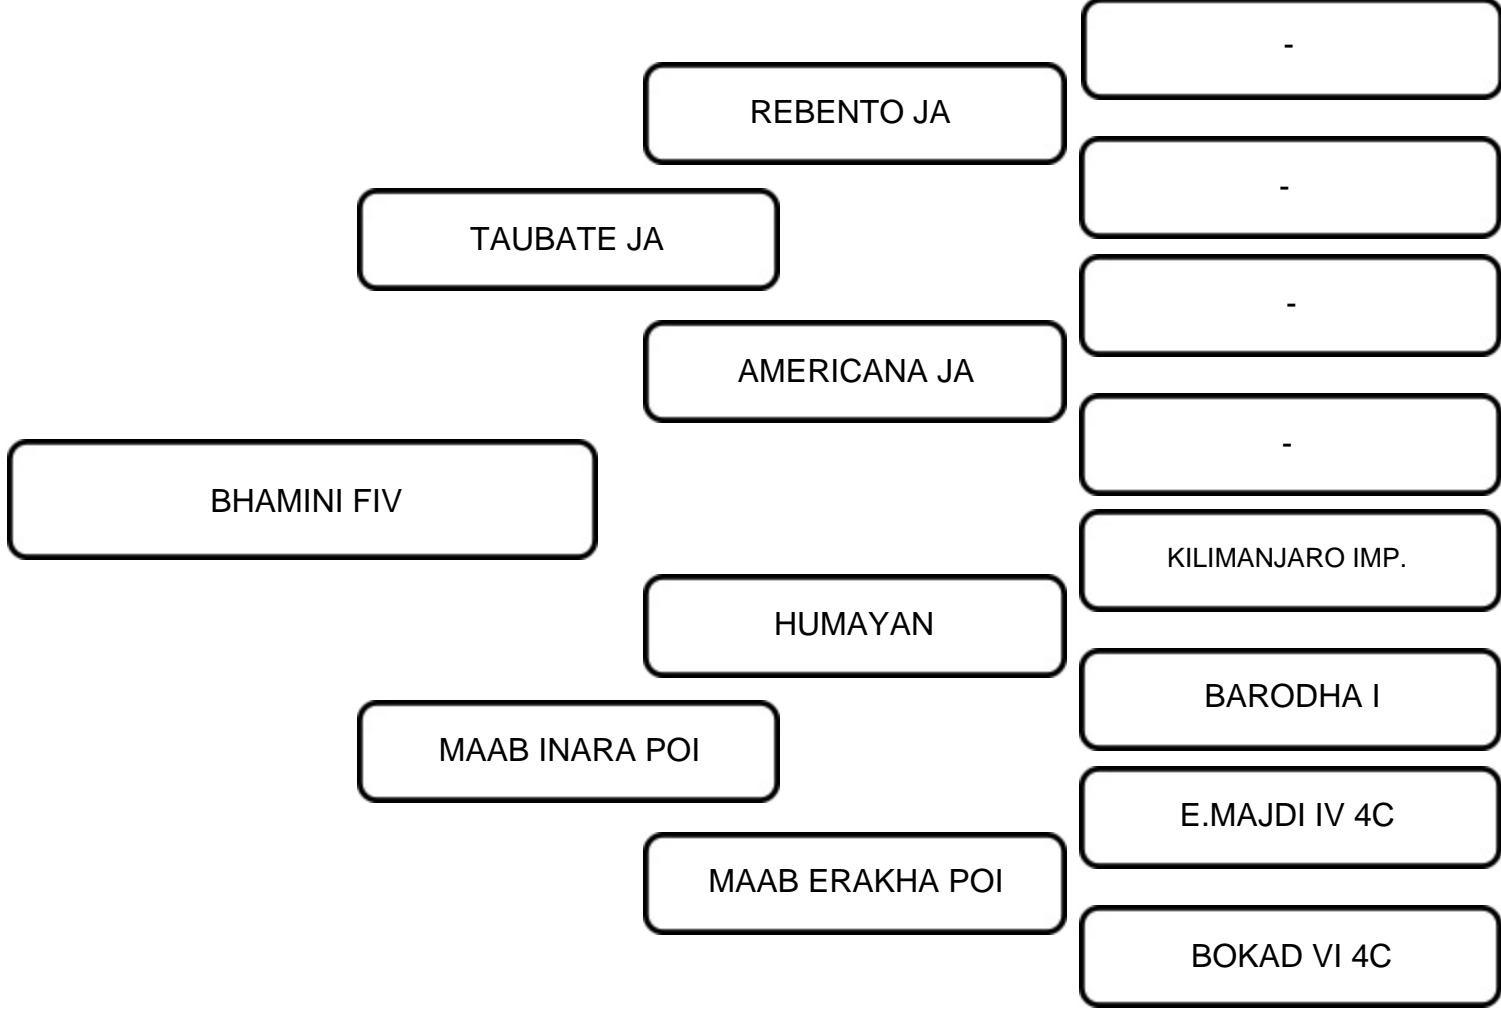 -
REBENTO JA
-
TAUBATE JA
-
AMERICANA JA
-
BHAMINI FIV
KILIMANJARO IMP.
HUMAYAN
BARODHA I
MAAB INARA POI
E.MAJDI IV 4C
MAAB ERAKHA POI
BOKAD VI 4C